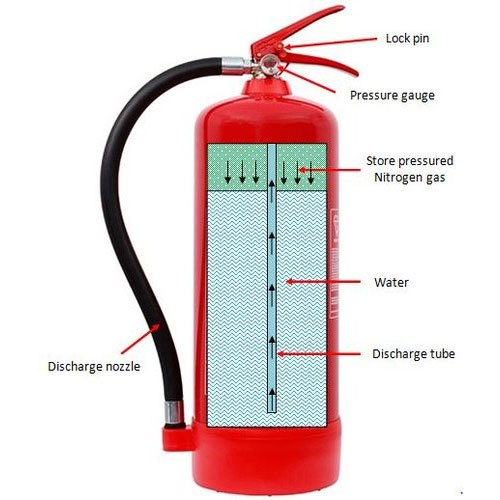 Lock pin
Pressure gauge
Store pressured
Nitrogen gas
Water
Discharge tube
Discharge nozzle